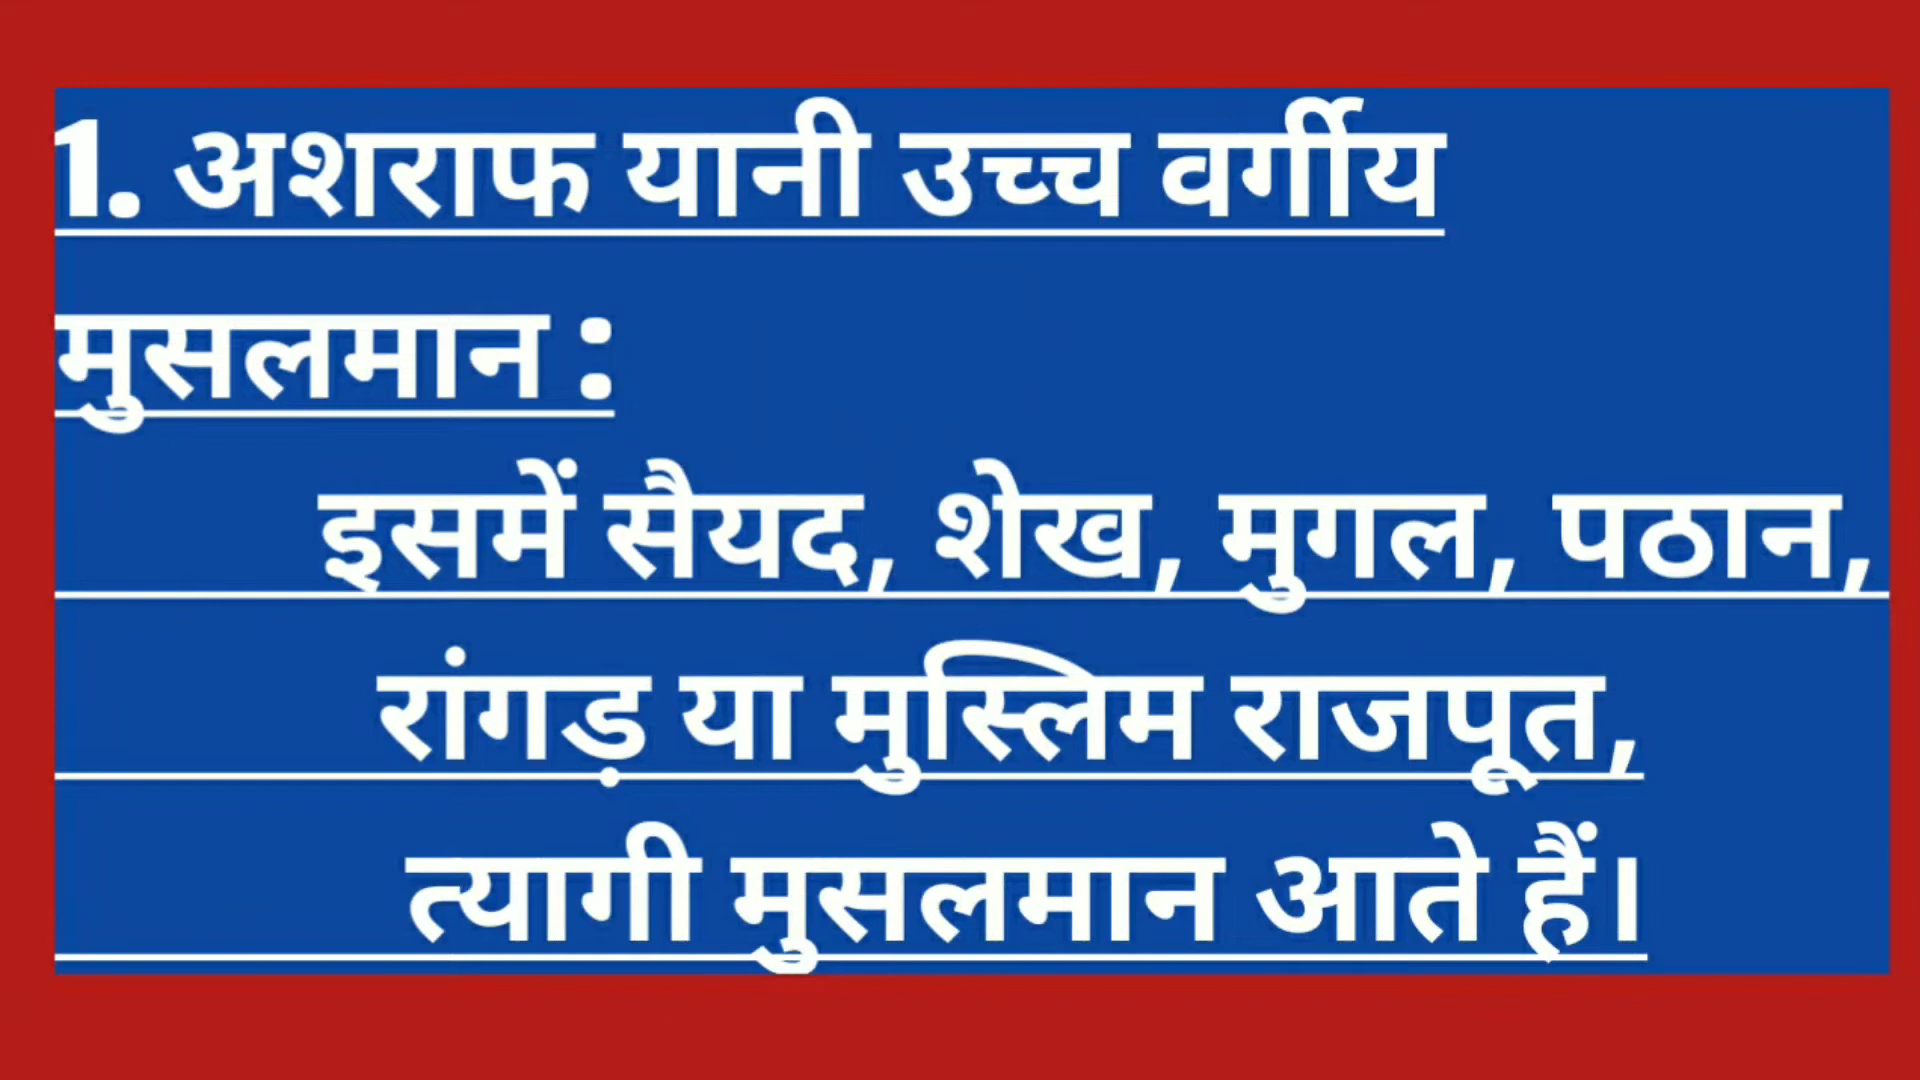 1. अशराफ यानी उच्च वर्गीय
मुसलमान :
इसमें सैयद, शेख, मुगल, पठान,
रांगड़ या मुस्लिम राजपूत,
त्यागी मुसलमान आते हैं।